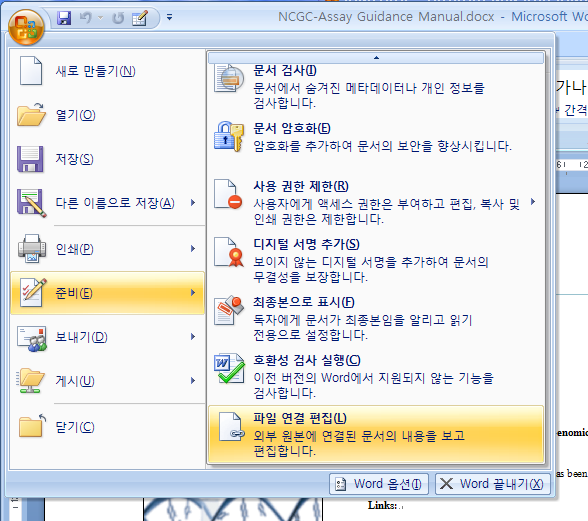 NCGC-Assay Guidance Manual.docx - Microsoft Wo
새로 만들기(N)
열기(O)
저장(S)
다른 이름으로 저장(A)
인쇄(P)
준비(E)
보내기(D)
게시(U)
닫기(C)
문서 검사(I)
문서에서 숨겨진 메타데이터나 개인 정보를
검사합니다.
문서 암호화(E)
암호화를 추가하여 문서의 보안을 향상시킵니다.
사용 권한 제한(R)
사용자에게 액세스 권한은 부여하고 편집, 복사 및
인쇄 권한은 제한합니다.
디지털 서명 추가(S)
보이지 않는 디지털 서명을 추가하여 문서의
무결성을 보장합니다.
최종본으로 표시(F)
독자에게 문서가 최종본임을 알리고 읽기
전용으로 설정합니다.
호환성 검사 실행(C)
이전 버전의 Word에서 지원되지 않는 기능을
검사합니다.
파일 연결 편집(L)
외부 원본에 연결된 문서의 내용을 보고
편집합니다.
Word 옵션(I)
Word 끝내기(X)
가나
간격
enomic
as been
Links: